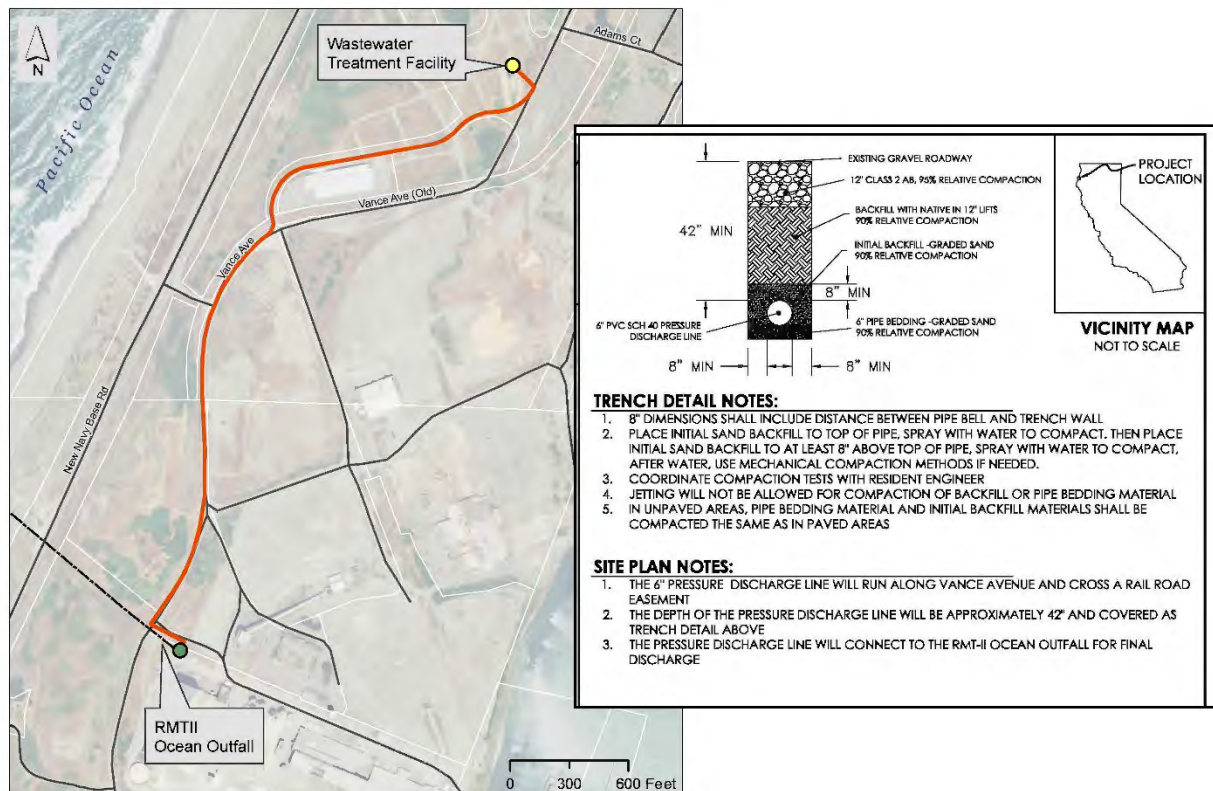 N
Pacific Ocean
Wastewater
Treatment Facility
Adams Ct
Vance Ave (Old)
Vance Ave
New Navy Base Rd
RMTII
Ocean Outfall
0 300 600 Feet
EXISTING GRAVEL ROADWAY
12" CLASS 2 AB, 95% RELATIVE COMPACTION
BACKFILL WITH NATIVE IN 12" LIFTS
90% RELATIVE COMPACTION
42" MIN
INITIAL BACKFILL -GRADED SAND
90% RELATIVE COMPACTION
8" MIN
6" PVC SCH 40 PRESSURE
DISCHARGE LINE
6" PIPE BEDDING -GRADED SAND
90% RELATIVE COMPACTION
8" MIN
8" MIN
PROJECT
LOCATION
VICINITY MAP
NOT TO SCALE
TRENCH DETAIL NOTES:
1. 8" DIMENSIONS SHALL INCLUDE DISTANCE BETWEEN PIPE BELL AND TRENCH WALL
2. PLACE INITIAL SAND BACKFILL TO TOP OF PIPE, SPRAY WITH WATER TO COMPACT. THEN PLACE
INITIAL SAND BACKFILL TO AT LEAST 8" ABOVE TOP OF PIPE, SPRAY WITH WATER TO COMPACT,
AFTER WATER, USE MECHANICAL COMPACTION METHODS IF NEEDED.
3. COORDINATE COMPACTION TESTS WITH RESIDENT ENGINEER
4. JETTING WILL NOT BE ALLOWED FOR COMPACTION OF BACKFILL OR PIPE BEDDING MATERIAL
5. IN UNPAVED AREAS, PIPE BEDDING MATERIAL AND INITIAL BACKFILL MATERIALS SHALL BE
COMPACTED THE SAME AS IN PAVED AREAS
SITE PLAN NOTES:
1. THE 6" PRESSURE DISCHARGE LINE WILL RUN ALONG VANCE AVENUE AND CROSS A RAIL ROAD
EASEMENT
2. THE DEPTH OF THE PRESSURE DISCHARGE LINE WILL BE APPROXIMATELY 42" AND COVERED AS
TRENCH DETAIL ABOVE
3. THE PRESSURE DISCHARGE LINE WILL CONNECT TO THE RMT-II OCEAN OUTFALL FOR FINAL
DISCHARGE